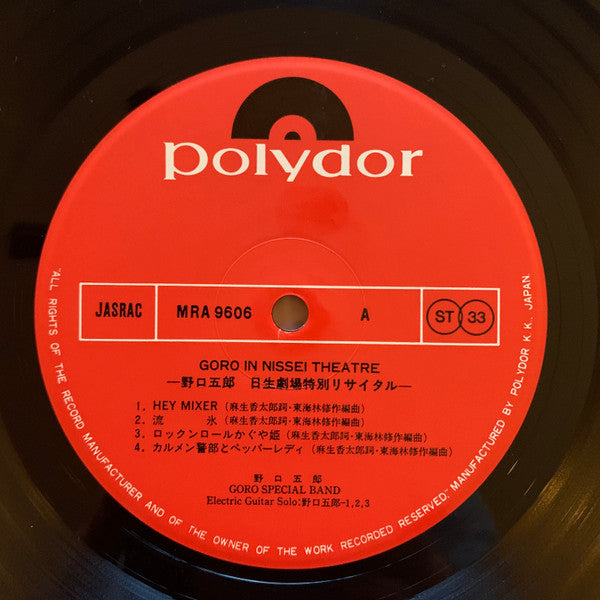 polydor
JASRAC MRA 9606 A ST 33
GORO IN NISSEI THEATRE
—野口五郎 日生劇場特別リサイタル—
1. HEY MIXER (麻生香太郎詞・東海林修作編曲)
2. 流 氷 (麻生香太郎詞・東海林修作編曲)
3. ロックンロールかぐや姫 (麻生香太郎詞・東海林修作編曲)
4. カルメン警部とペッパーレディ (麻生香太郎詞・東海林修作編曲)
野 口 五 郎
GORO SPECIAL BAND
Electric Guitar Solo:野口五郎-1,2,3
"ALL RIGHTS OF THE RECORD MANUFACTURER AND OF THE OWNER OF THE WORK RECORDED RESERVED" MANUFACTURED BY POLYDOR K. K., JAPAN.